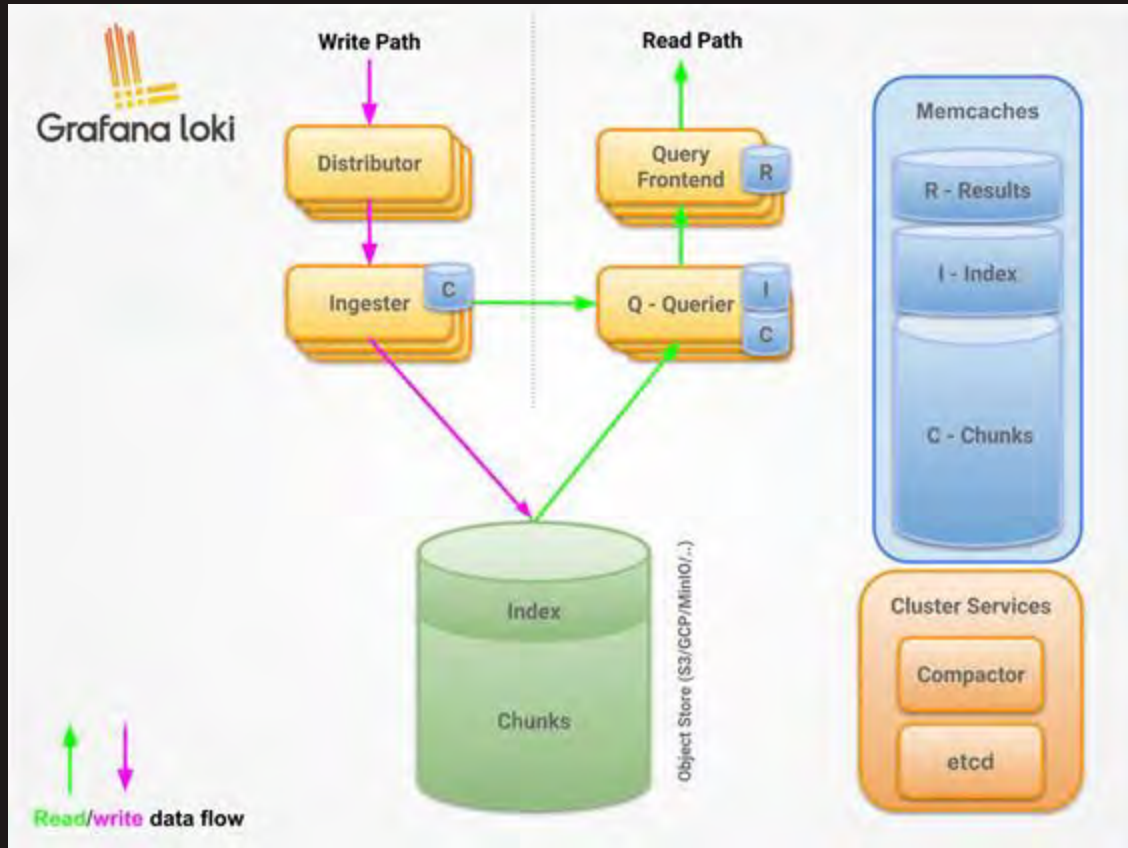 Grafana loki
Write Path
Read Path
Distributor
Query
Frontend
R
Ingester
C
Q - Querier
I
C
Index
Chunks
Object Store (S3/GCP/MinIO/..)
Memcaches
R - Results
I - Index
C - Chunks
Cluster Services
Compactor
etcd
Read/write data flow